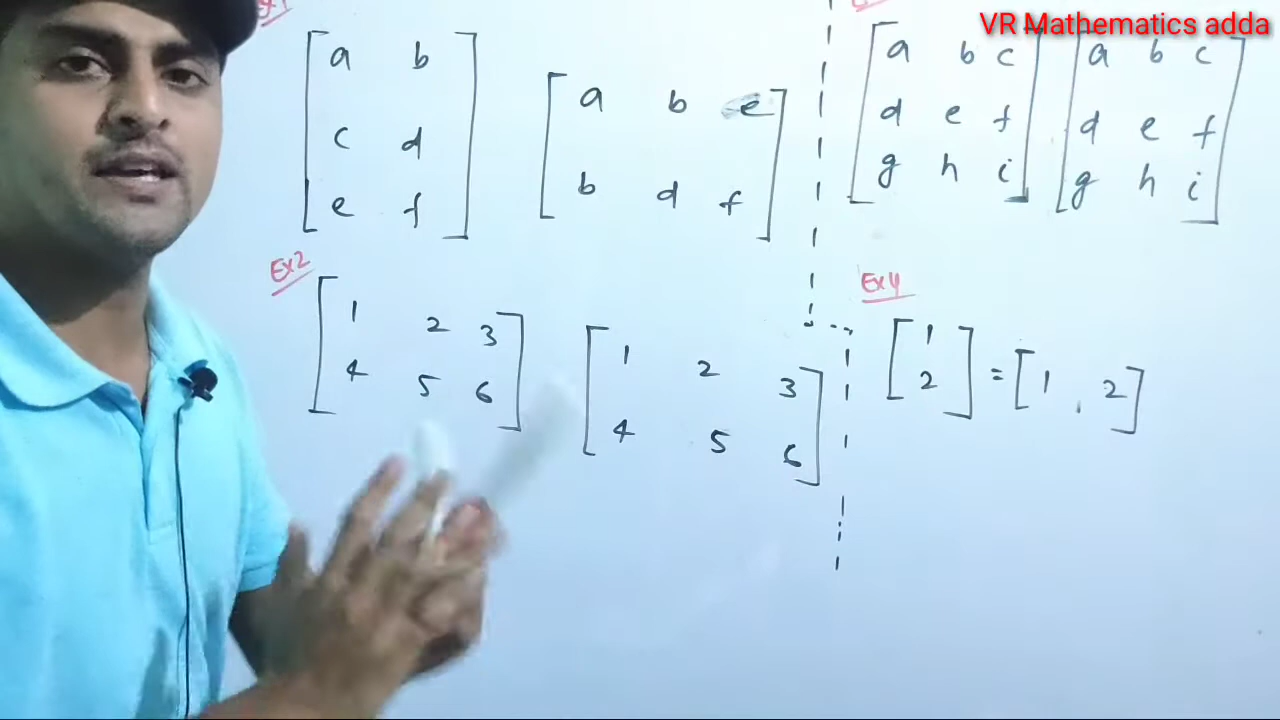 VR Mathematics adda
Ex1
a b
c d
e f
a b e
b d f
a b c
d e f
g h i
a b c
d e f
g h i
Ex2
1 2 3
4 5 6
1 2 3
4 5 6
Ex4
[1
2] = [1, 2]